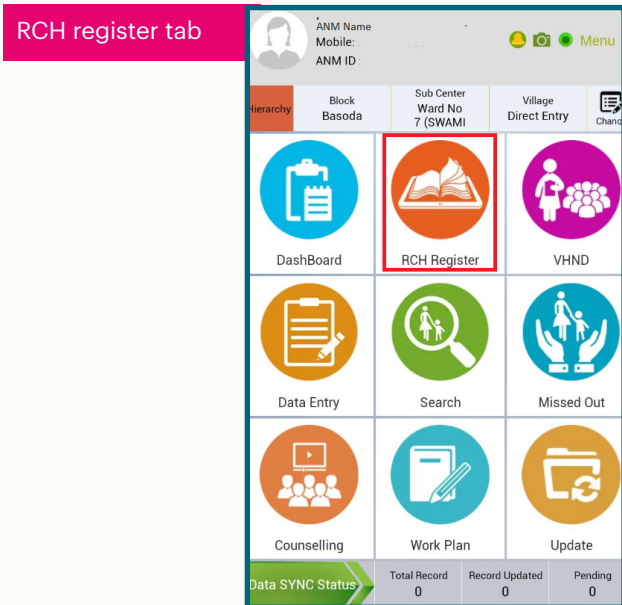 RCH register tab
ANM Name
Mobile:
ANM ID :
Menu
Hierarchy
Block
Basoda
Sub Center
Ward No
7 (SWAMI
Village
Direct Entry
Chang
DashBoard
RCH Register
VHND
Data Entry
Search
Missed Out
Counselling
Work Plan
Update
Data SYNC Status
Total Record
0
Record Updated
0
Pending
0